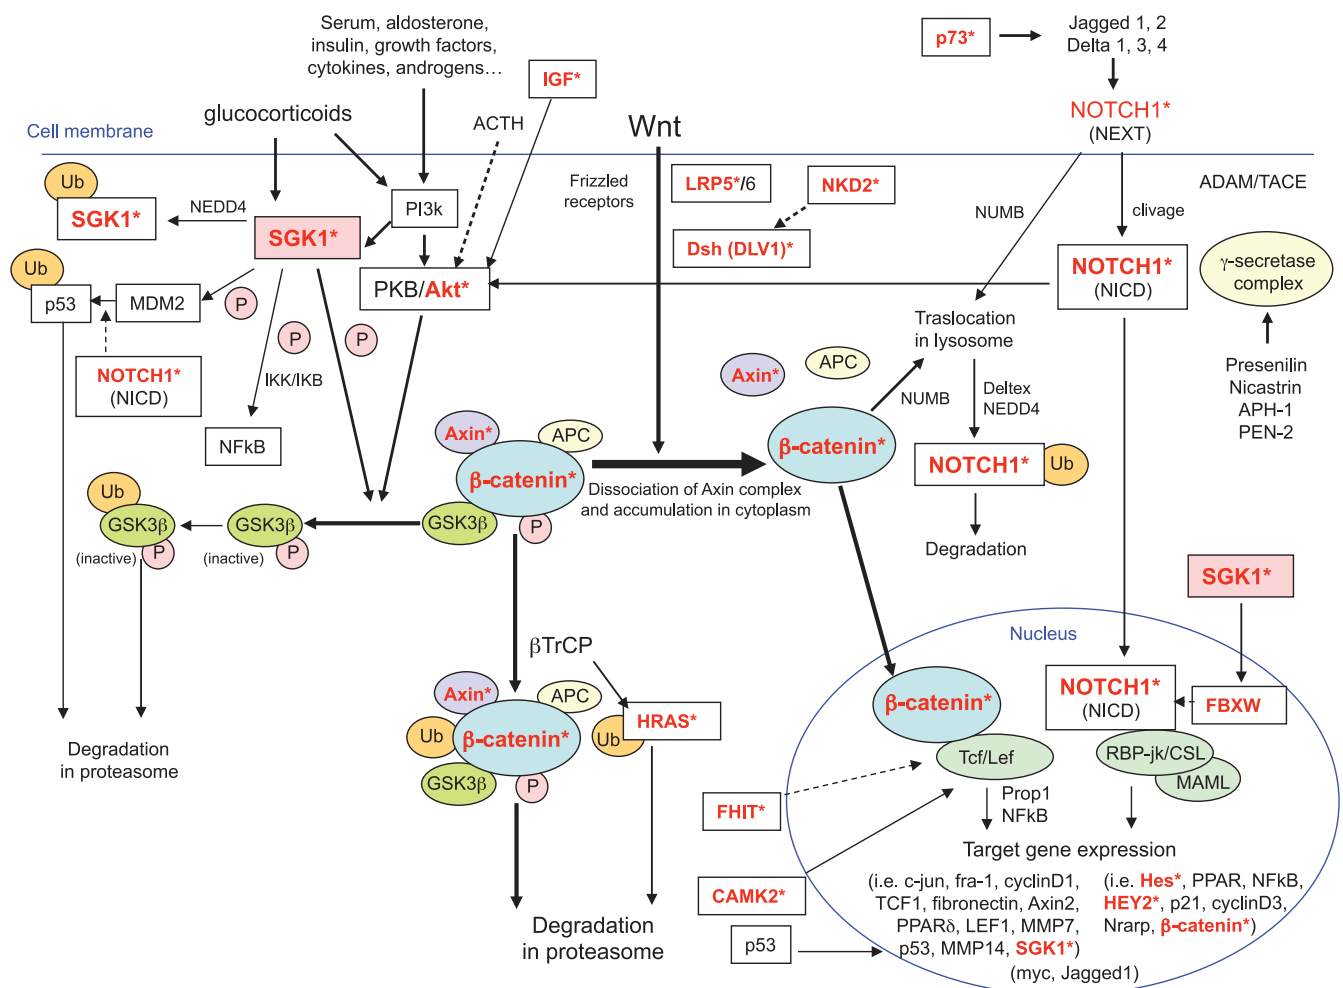 Serum, aldosterone,
insulin, growth factors,
cytokines, androgens…
IGF*
glucocorticoids
ACTH
Cell membrane
Wnt
p73*
Jagged 1, 2
Delta 1, 3, 4
NOTCH1*
(NEXT)
Ub
SGK1*
NEDD4
SGK1*
PI3k
PKB/Akt*
Frizzled
receptors
LRP5*/6
NKD2*
Dsh (DLV1)*
NUMB
clivage
ADAM/TACE
NOTCH1*
(NICD)
γ-secretase
complex
Presenilin
Nicastrin
APH-1
PEN-2
Ub
p53
MDM2
P
P
P
NOTCH1*
(NICD)
IKK/IKB
NFkB
Traslocation
in lysosome
Axin*
APC
NUMB
Deltex
NEDD4
β-catenin*
NOTCH1*
Ub
Degradation
Axin*
APC
β-catenin*
GSK3β
P
Dissociation of Axin complex
and accumulation in cytoplasm
Ub
GSK3β
P
(inactive)
GSK3β
P
(inactive)
βTrCP
Axin*
APC
Ub
β-catenin*
GSK3β
P
Ub
HRAS*
Degradation
in proteasome
Degradation
in proteasome
SGK1*
Nucleus
β-catenin*
Tcf/Lef
NOTCH1*
(NICD)
FBXW
RBP-jk/CSL
MAML
FHIT*
Prop1
NFkB
CAMK2*
p53
Target gene expression
(i.e. c-jun, fra-1, cyclinD1,
TCF1, fibronectin, Axin2,
PPARδ, LEF1, MMP7,
p53, MMP14, SGK1*)
(i.e. Hes*, PPAR, NFkB,
HEY2*, p21, cyclinD3,
Nrarp, β-catenin*)
(myc, Jagged1)